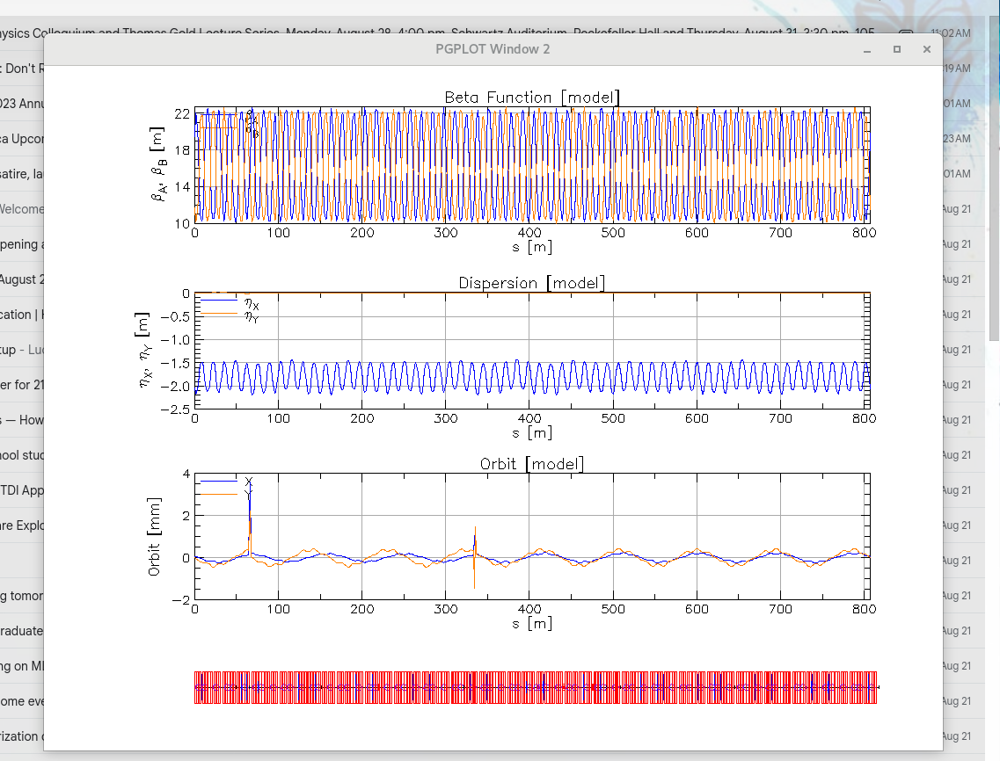 ysics Colloquium and Thomas Gold Lecture Series, Monday, August 28, 4:00 pm, Schwartz Auditorium, Rockefeller Hall and Thursday, August 31, 3:30 pm, 105
11:02 AM
PGPLOT Window 2
: Don't R
:19 AM
023 Annu
:01 AM
ca Upcor
:23 AM
satire, la
:01 AM
Welcome
Aug 21
pening a
Aug 21
August 2
Aug 21
cation | H
Aug 21
tup - Luc
Aug 21
er for 21
Aug 21
s — How
Aug 21
hool stud
Aug 21
TDI App
Aug 21
are Explo
Aug 21
Aug 21
g tomor
Aug 21
raduate
Aug 21
ng on MI
Aug 21
ome eve
Aug 21
rization o
Aug 21
Beta Function [model]
β_A, β_B [m]
22
18
14
10
0 100 200 300 400 500 600 700 800
s [m]
Dispersion [model]
η_X, η_Y [m]
η_X
η_Y
0
−0.5
−1.0
−1.5
−2.0
−2.5
0 100 200 300 400 500 600 700 800
s [m]
Orbit [model]
Orbit [mm]
X
Y
4
2
0
−2
0 100 200 300 400 500 600 700 800
s [m]